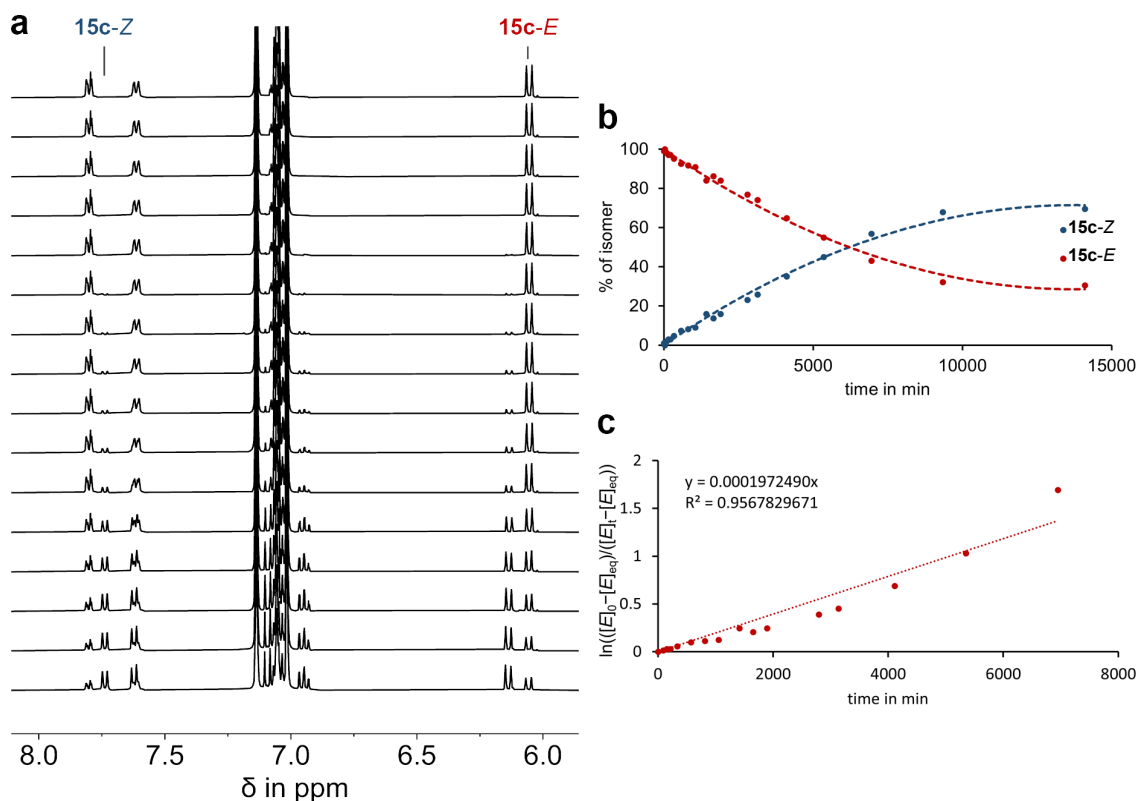 a
15c-Z
15c-E
8.0
7.5
7.0
6.5
6.0
δ in ppm
b
100
80
60
40
20
0
% of isomer
0
5000
10000
15000
time in min
15c-Z
15c-E
c
2
1.5
1
0.5
0
ln(([E]0−[E]eq)/([E]t−[E]eq))
y = 0.0001972490x
R² = 0.9567829671
0
2000
4000
6000
8000
time in min